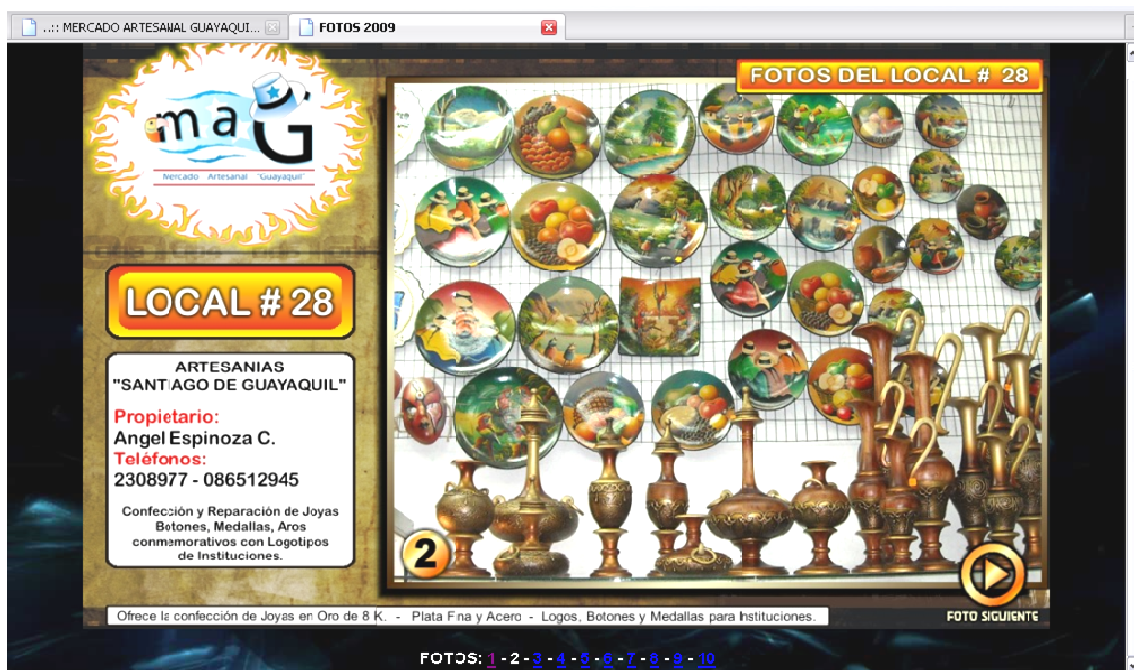 ..:: MERCADO ARTESANAL GUAYAQUI...
FOTOS 2009
FOTOS DEL LOCAL # 28
maG
Mercado Artesanal "Guayaquil"
LOCAL # 28
ARTESANIAS
"SANTIAGO DE GUAYAQUIL"
Propietario:
Angel Espinoza C.
Teléfonos:
2308977 - 086512945
Confección y Reparación de Joyas
Botones, Medallas, Aros
conmemorativos con Logotipos
de Instituciones.
2
FOTO SIGUIENTE
Ofrece la confección de Joyas en Oro de 8 K. - Plata Fina y Acero - Logos, Botones y Medallas para Instituciones.
FOTOS: 1 - 2 - 3 - 4 - 5 - 6 - 7 - 8 - 9 - 10